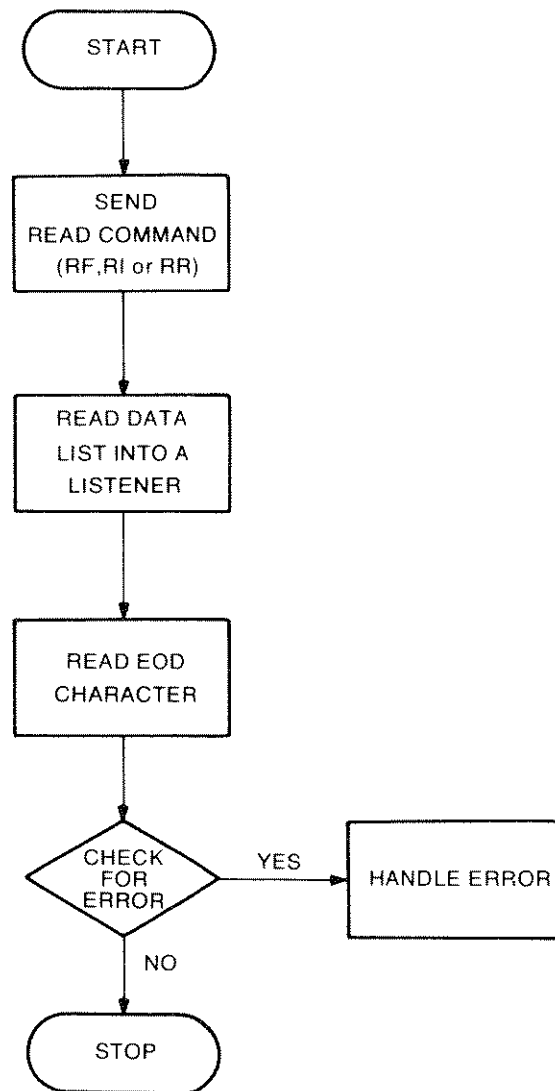 START
SEND
READ COMMAND
(RF,RI or RR)
READ DATA
LIST INTO A
LISTENER
READ EOD
CHARACTER
CHECK
FOR
ERROR
YES
HANDLE ERROR
NO
STOP